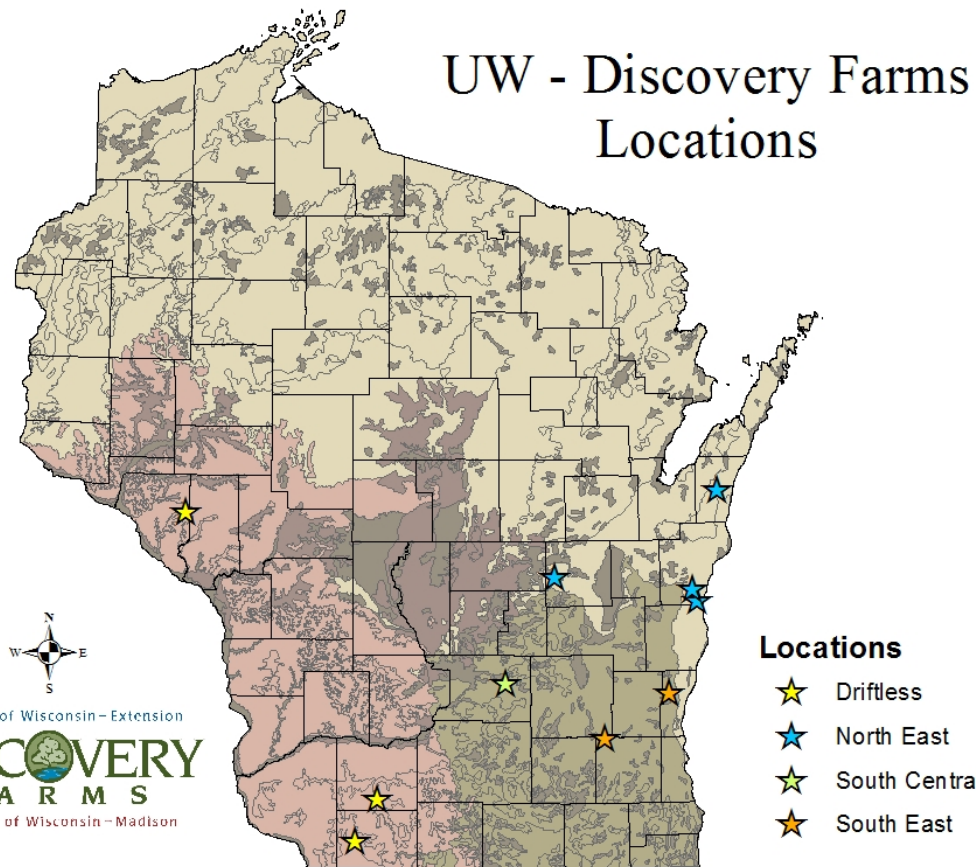 UW - Discovery Farms
Locations
N
W E
S
of Wisconsin–Extension
COVERY
ARMS
of Wisconsin–Madison
Locations
Driftless
North East
South Centra
South East